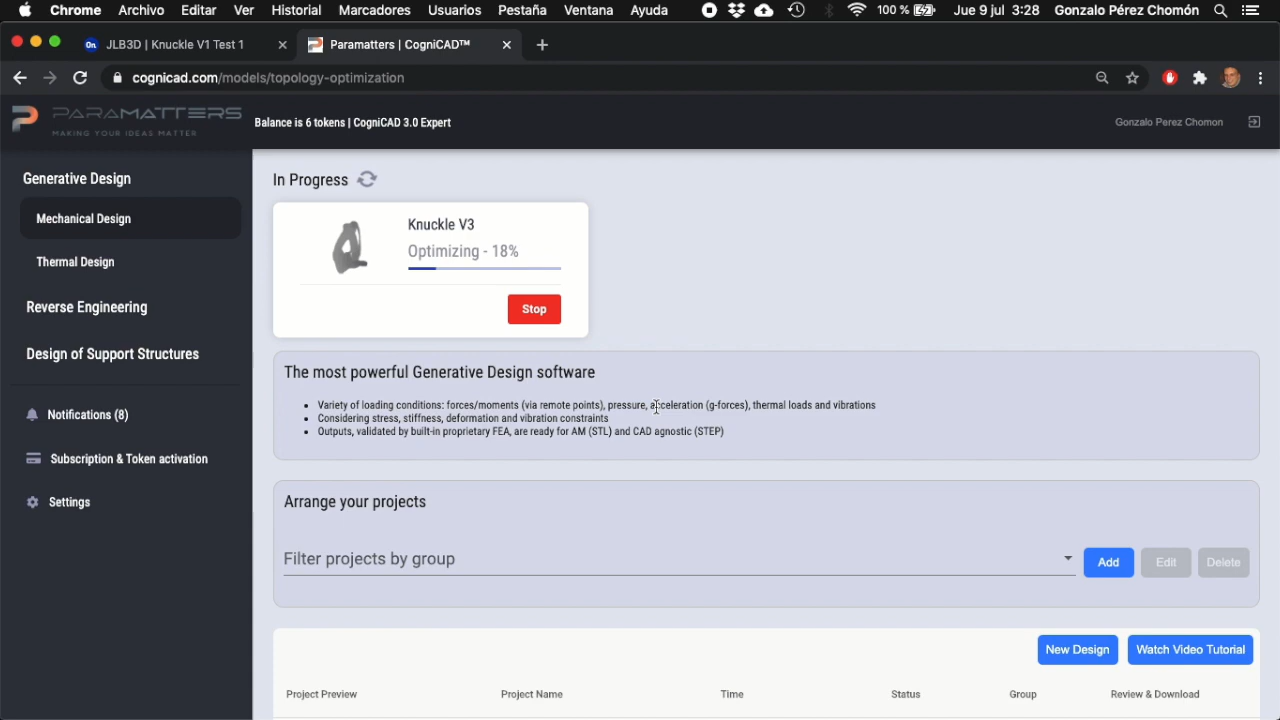 Chrome Archivo Editar Ver Historial Marcadores Usuarios Pestaña Ventana Ayuda 100 % Jue 9 jul 3:28 Gonzalo Pérez Chomón
On JLB3D | Knuckle V1 Test 1 Paramatters | CogniCAD™
cognicad.com/models/topology-optimization
PARAMATTERS
MAKING YOUR IDEAS MATTER
Balance is 6 tokens | CogniCAD 3.0 Expert
Gonzalo Perez Chomon
Generative Design
Mechanical Design
Thermal Design
Reverse Engineering
Design of Support Structures
Notifications (8)
Subscription & Token activation
Settings
In Progress
Knuckle V3
Optimizing - 18%
Stop
The most powerful Generative Design software
• Variety of loading conditions: forces/moments (via remote points), pressure, acceleration (g-forces), thermal loads and vibrations
• Considering stress, stiffness, deformation and vibration constraints
• Outputs, validated by built-in proprietary FEA, are ready for AM (STL) and CAD agnostic (STEP)
Arrange your projects
Filter projects by group
Add Edit Delete
New Design Watch Video Tutorial
Project Preview Project Name Time Status Group Review & Download